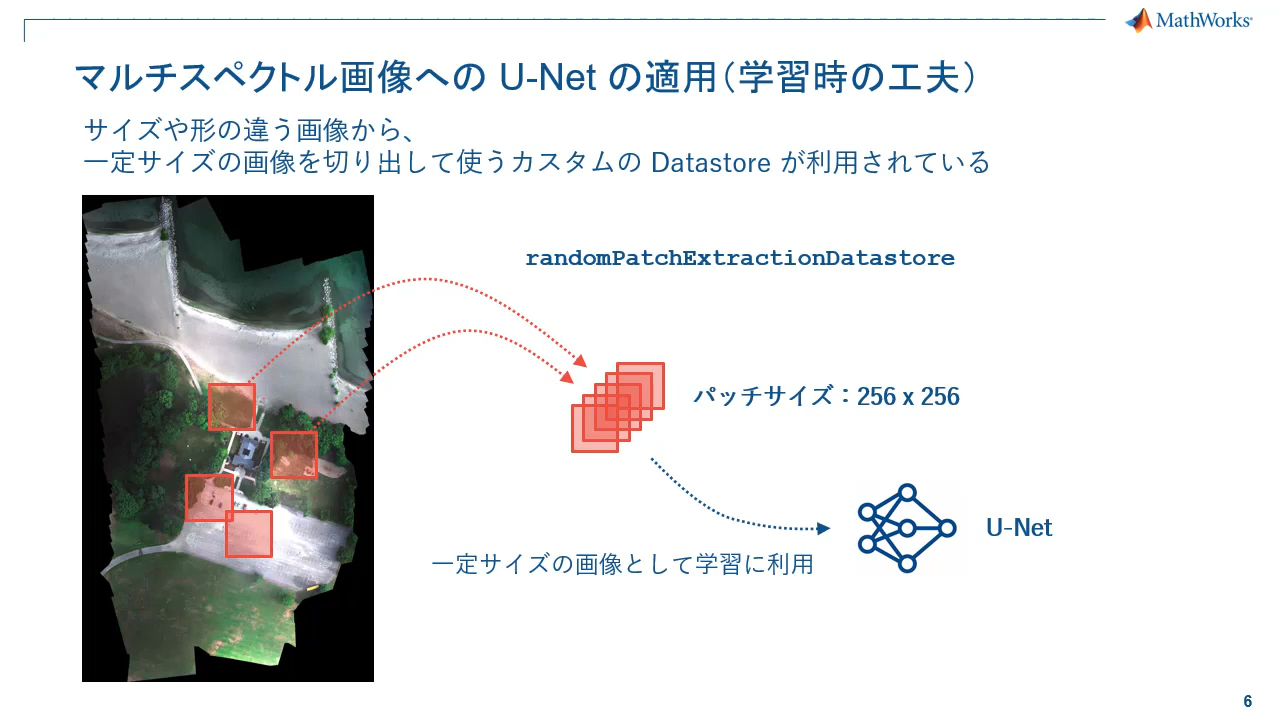 MathWorks
マルチスペクトル画像への U-Net の適用（学習時の工夫）
サイズや形の違う画像から、
一定サイズの画像を切り出して使うカスタムの Datastore が利用されている
randomPatchExtractionDatastore
パッチサイズ：256 x 256
U-Net
一定サイズの画像として学習に利用
6